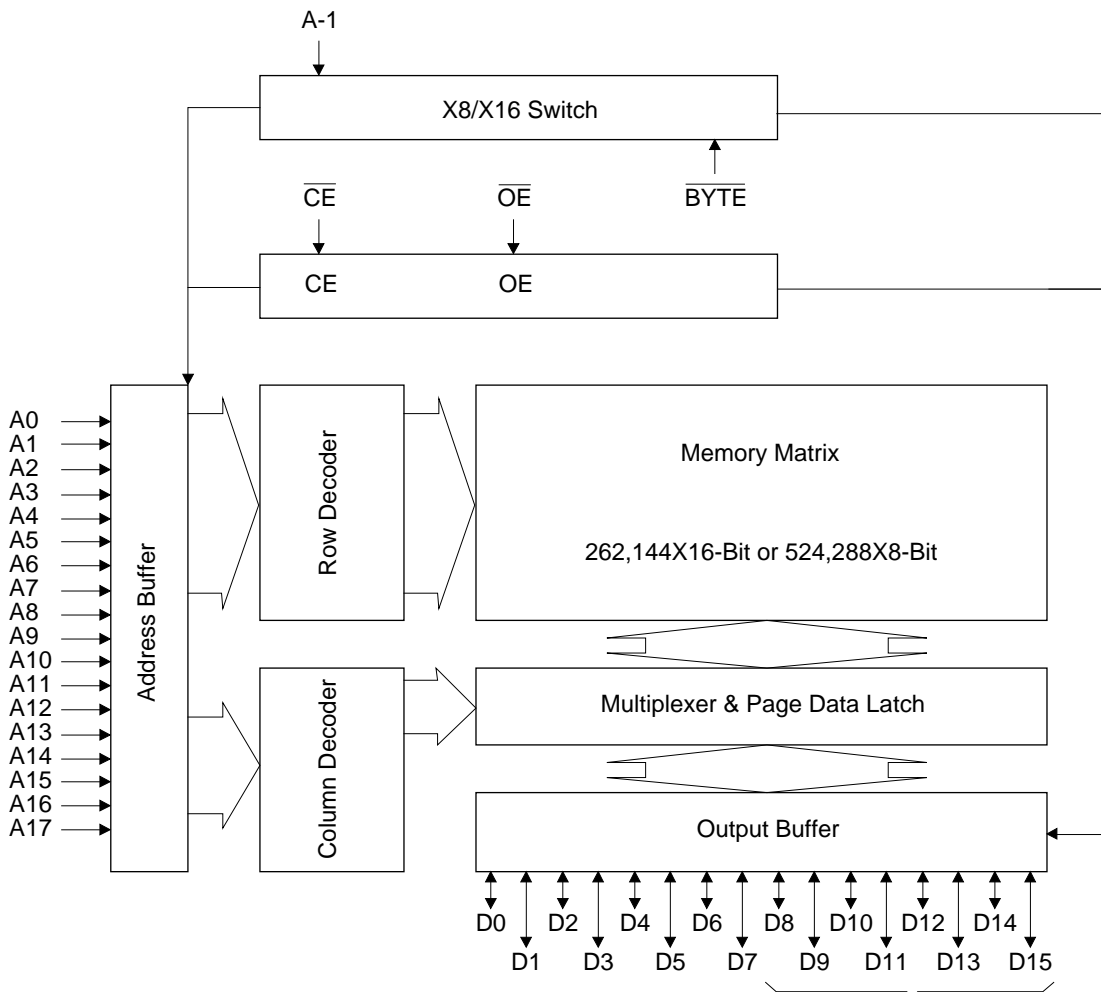 A-1
X8/X16 Switch
CE
OE
BYTE
CE
OE
A0
A1
A2
A3
A4
A5
A6
A7
A8
A9
A10
A11
A12
A13
A14
A15
A16
A17
Address Buffer
Row Decoder
Memory Matrix
262,144X16-Bit or 524,288X8-Bit
Column Decoder
Multiplexer & Page Data Latch
Output Buffer
D0 D2 D4 D6 D8 D10 D12 D14
D1 D3 D5 D7 D9 D11 D13 D15